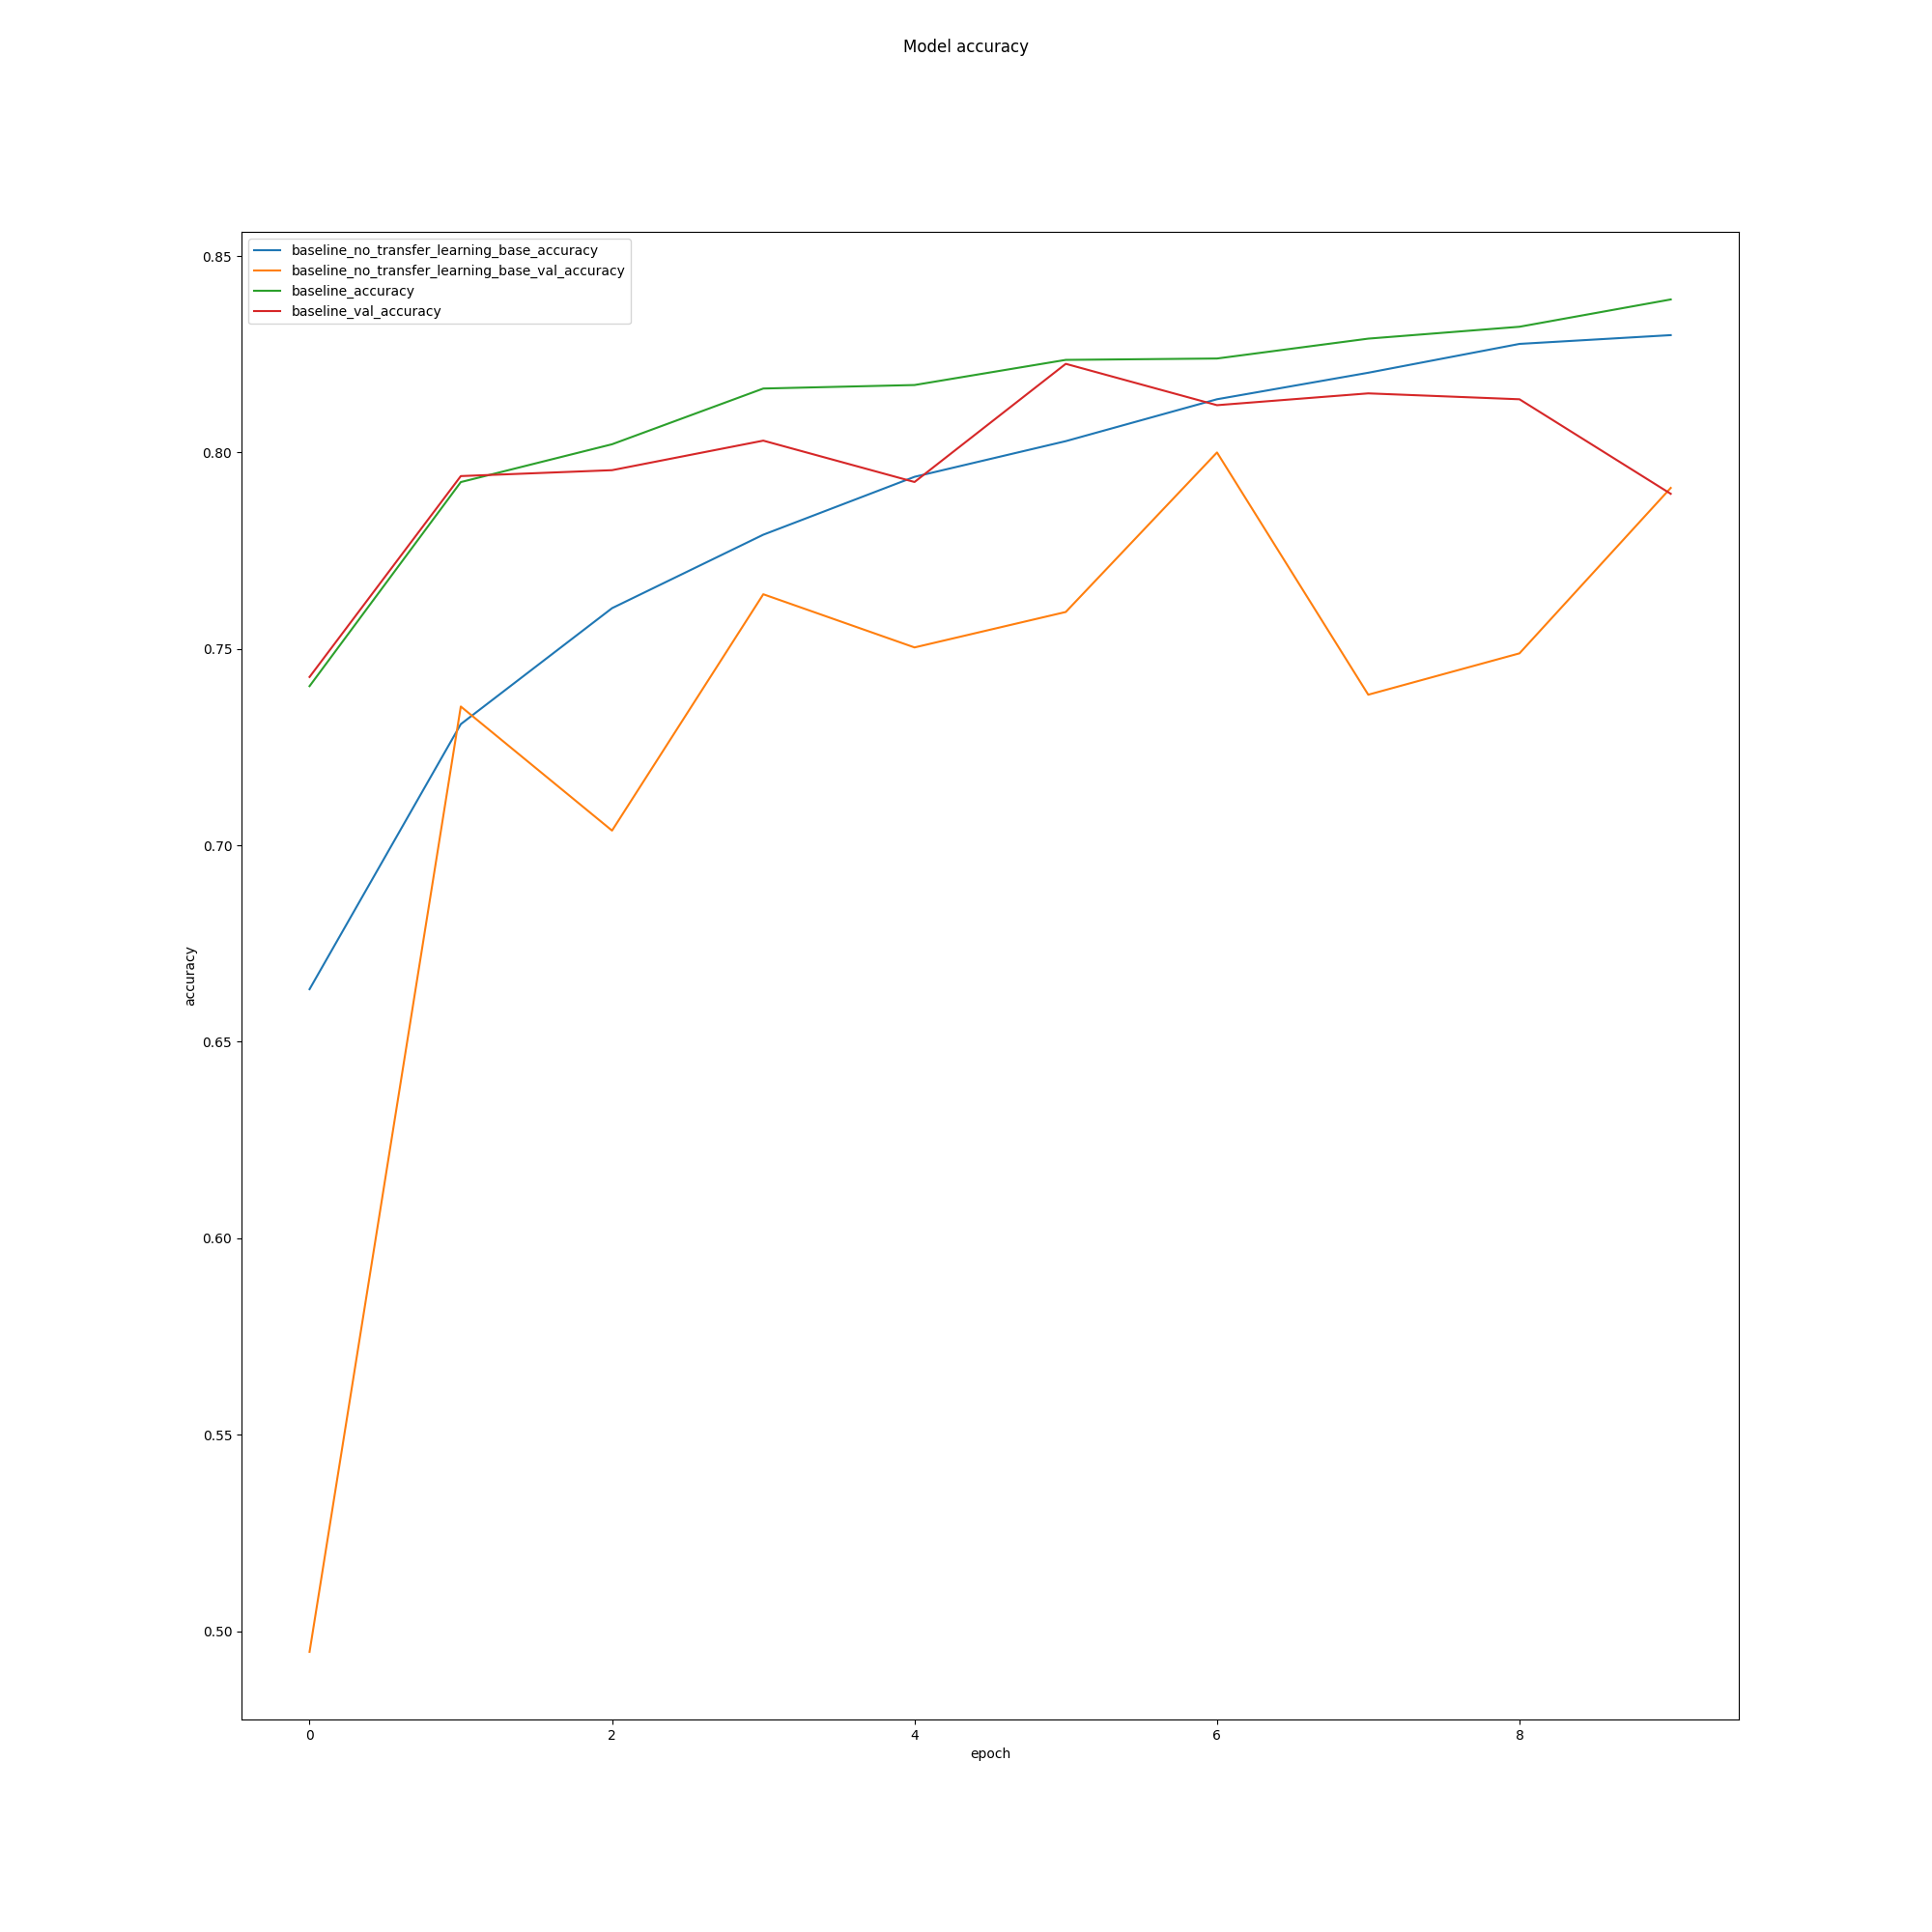 Model accuracy
baseline_no_transfer_learning_base_accuracy
baseline_no_transfer_learning_base_val_accuracy
baseline_accuracy
baseline_val_accuracy
0.85
0.80
0.75
0.70
0.65
0.60
0.55
0.50
accuracy
0 2 4 6 8
epoch